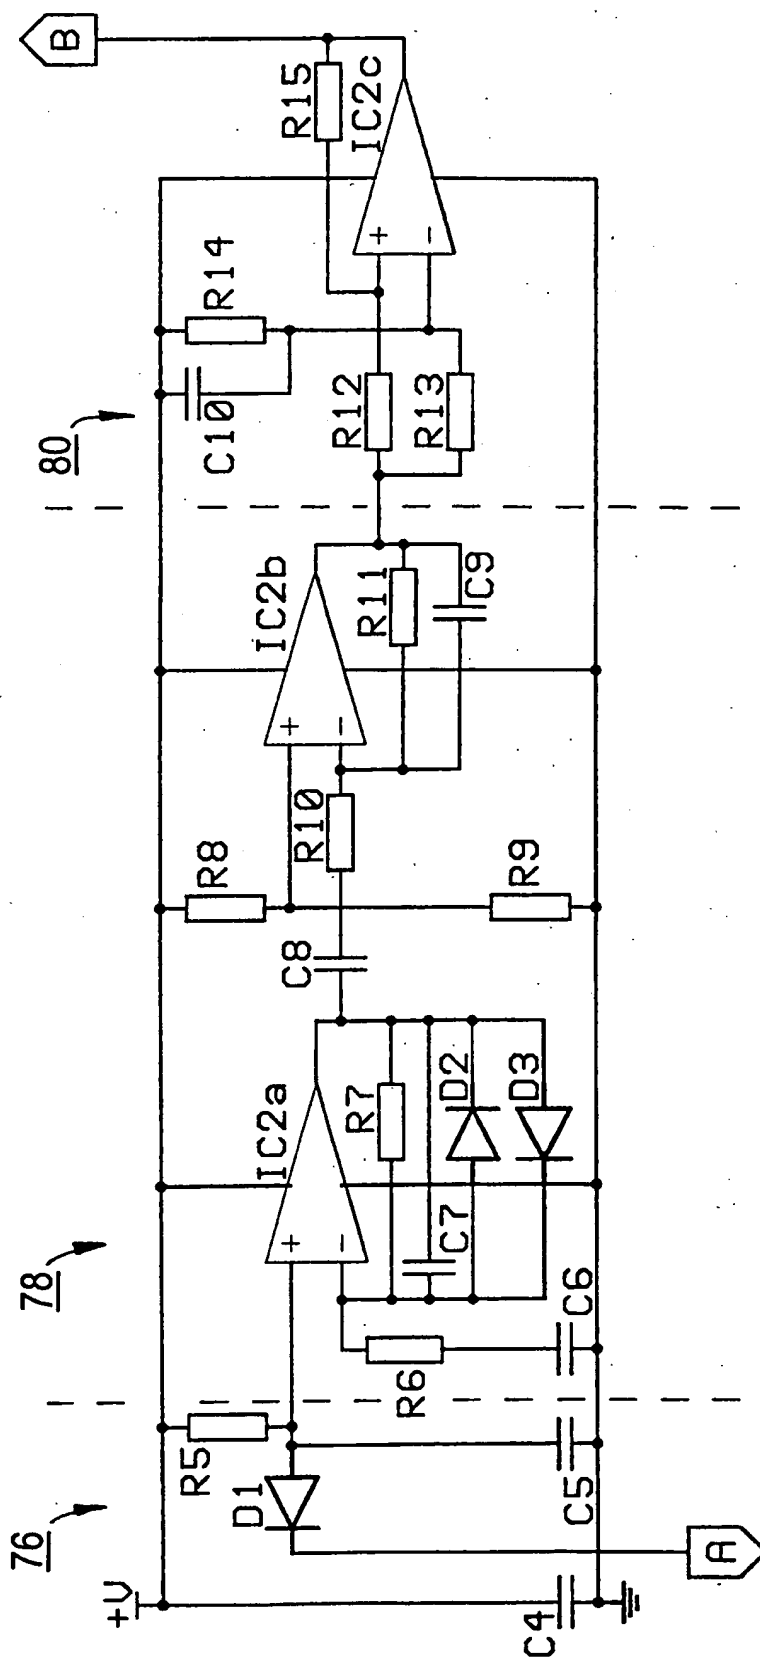 76
78
80
+V
C4
A
D1
R5
C5
R6
C6
IC2a
+
−
R7
C7
D2
D3
C8
R8
R9
R10
IC2b
+
−
R11
C9
C10
R14
R12
R13
R15
IC2c
+
−
B